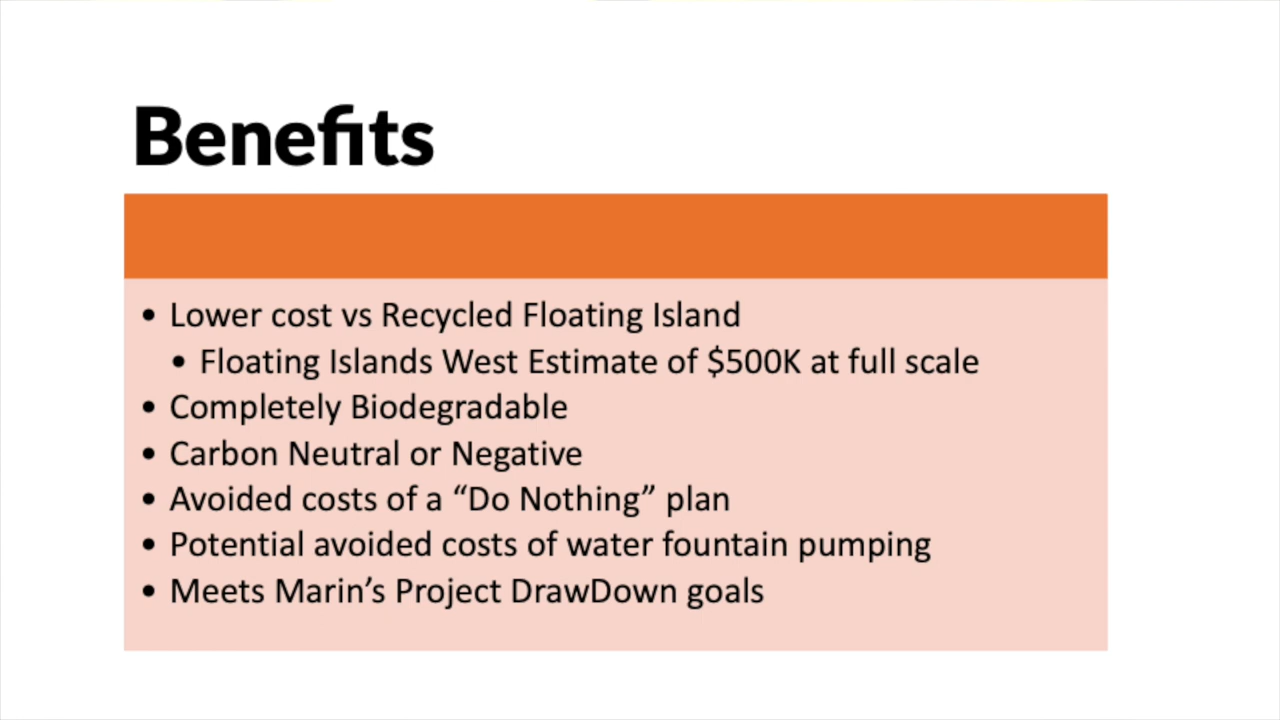 Benefits
• Lower cost vs Recycled Floating Island
• Floating Islands West Estimate of $500K at full scale
• Completely Biodegradable
• Carbon Neutral or Negative
• Avoided costs of a “Do Nothing” plan
• Potential avoided costs of water fountain pumping
• Meets Marin’s Project DrawDown goals